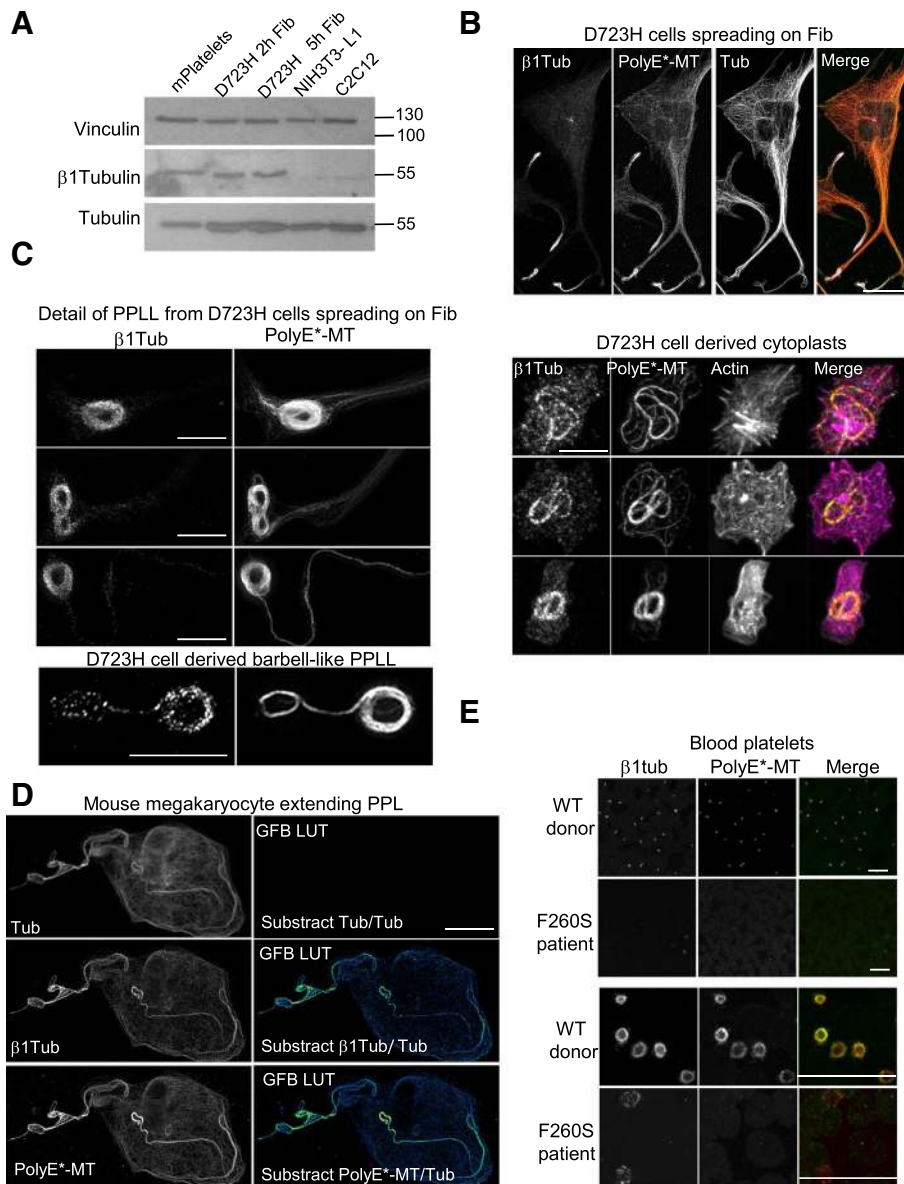 A
mPlatelets
D723H 2h Fib
D723H 5h Fib
NIH3T3- L1
C2C12
Vinculin
130
100
β1Tubulin
55
Tubulin
55
B
D723H cells spreading on Fib
β1Tub PolyE*-MT Tub Merge
C
Detail of PPLL from D723H cells spreading on Fib
β1Tub PolyE*-MT
D723H cell derived barbell-like PPLL
D723H cell derived cytoplasts
β1Tub PolyE*-MT Actin Merge
D
Mouse megakaryocyte extending PPL
Tub
GFB LUT
Substract Tub/Tub
β1Tub
GFB LUT
Substract β1Tub/ Tub
PolyE*-MT
GFB LUT
Substract PolyE*-MT/Tub
E
Blood platelets
β1tub PolyE*-MT Merge
WT
donor
F260S
patient
WT
donor
F260S
patient